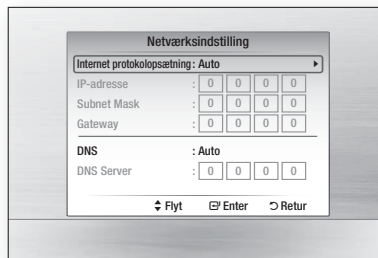 Netværksindstilling
Internet protokolopsætning : Auto
IP-adresse : 0 0 0 0
Subnet Mask : 0 0 0 0
Gateway : 0 0 0 0
DNS : Auto
DNS Server : 0 0 0 0
Flyt Enter Retur